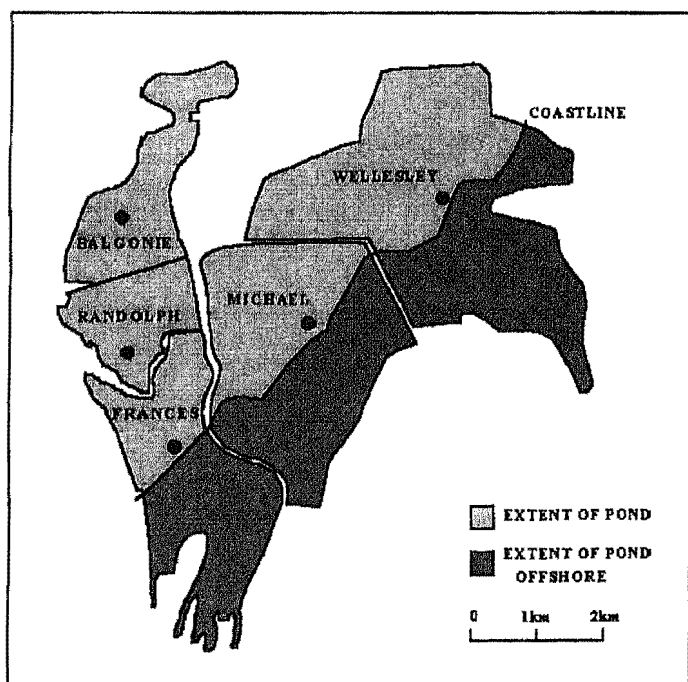 COASTLINE
WELLESLEY
BALGONIE
RANDOLPH
MICHAEL
FRANCES
EXTENT OF POND
EXTENT OF POND
OFFSHORE
0 1km 2km